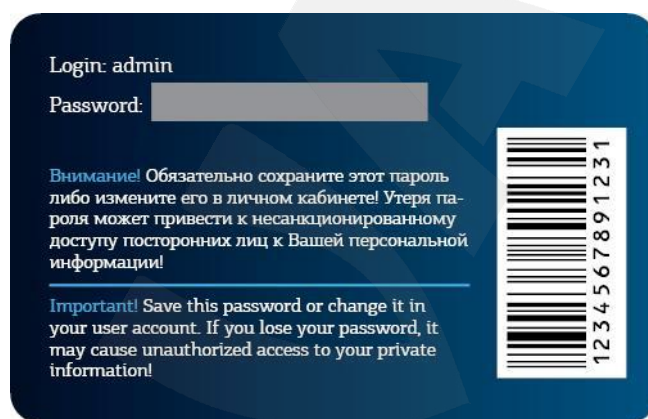 Login: admin
Password:
Внимание! Обязательно сохраните этот пароль
либо измените его в личном кабинете! Утеря па-
роля может привести к несанкционированному
доступу посторонних лиц к Вашей персональной
информации!
Important! Save this password or change it in
your user account. If you lose your password, it
may cause unauthorized access to your private
information!
1234567891231